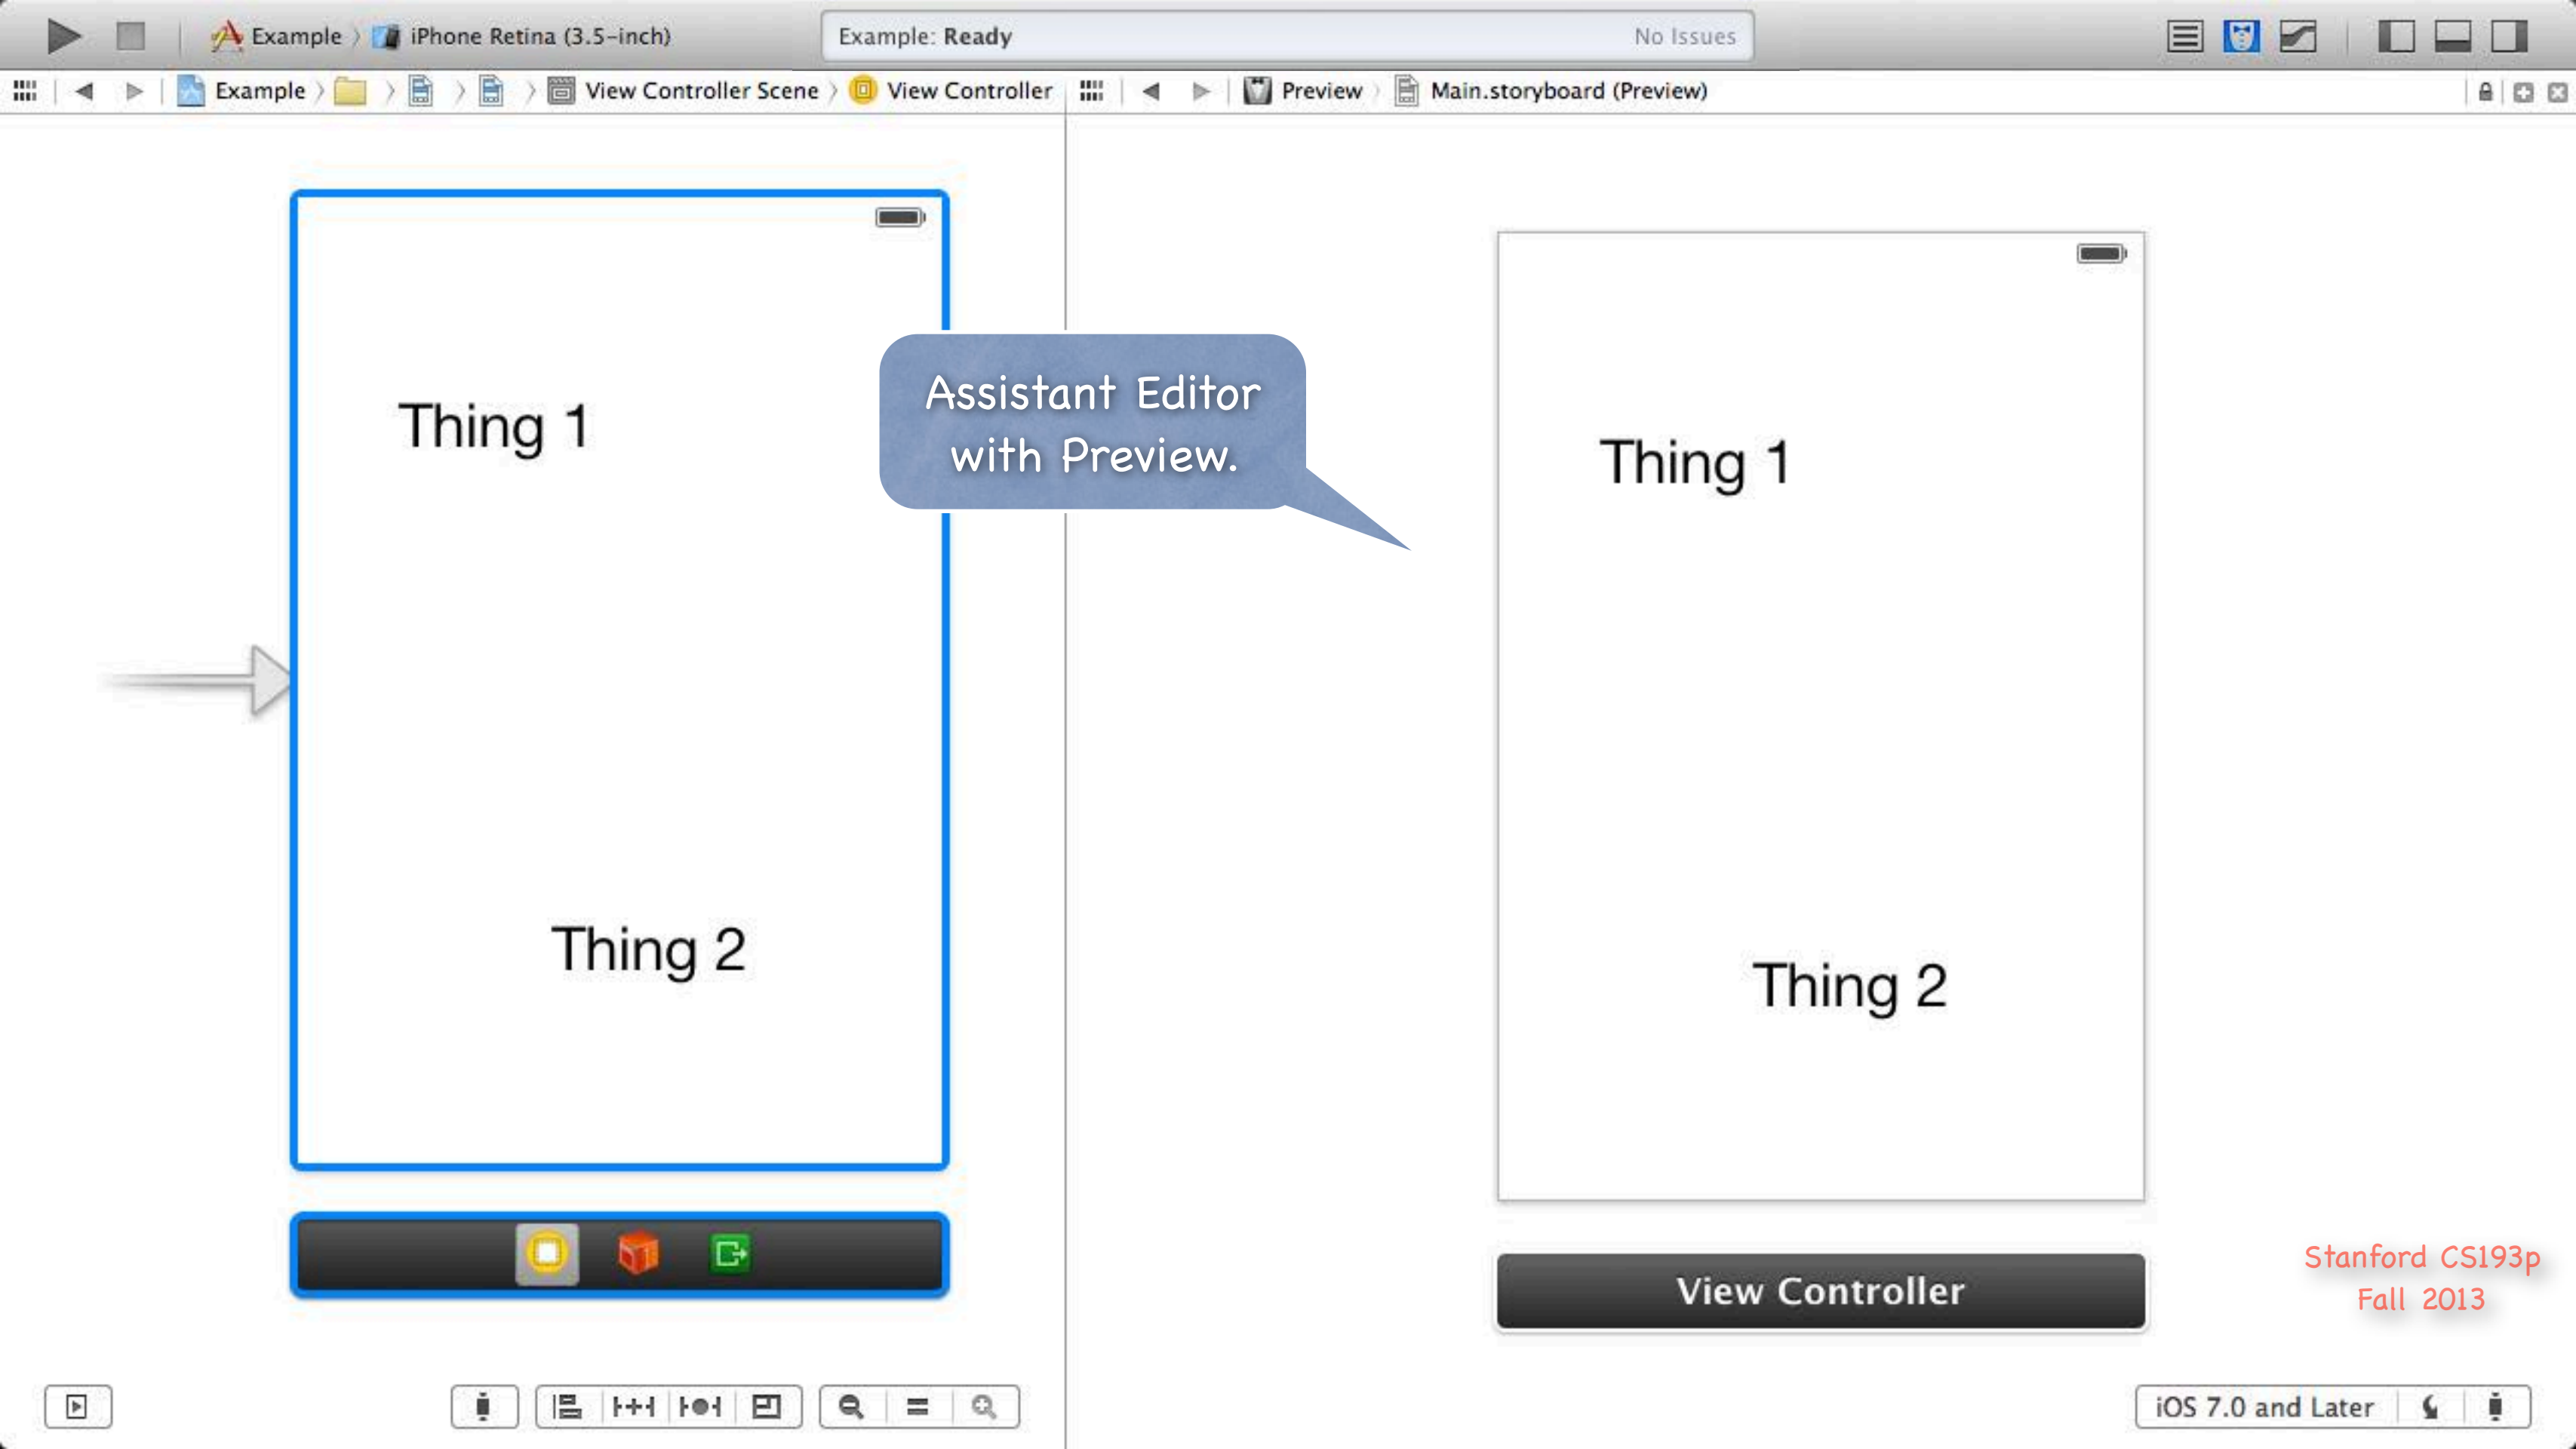 Example iPhone Retina (3.5-inch) Example: Ready No Issues
Example View Controller Scene View Controller Preview Main.storyboard (Preview)
Thing 1
Thing 2
Assistant Editor
with Preview.
Thing 1
Thing 2
View Controller
Stanford CS193p
Fall 2013
iOS 7.0 and Later